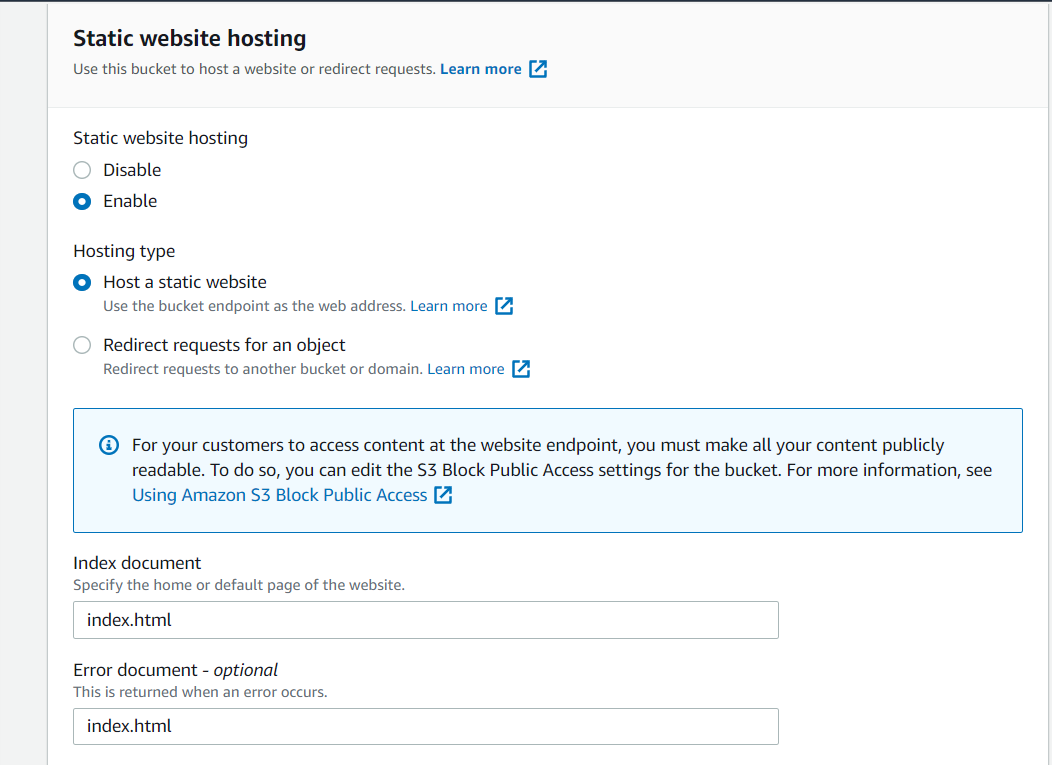 Static website hosting
Use this bucket to host a website or redirect requests. Learn more
Static website hosting
Disable
Enable
Hosting type
Host a static website
Use the bucket endpoint as the web address. Learn more
Redirect requests for an object
Redirect requests to another bucket or domain. Learn more
For your customers to access content at the website endpoint, you must make all your content publicly
readable. To do so, you can edit the S3 Block Public Access settings for the bucket. For more information, see
Using Amazon S3 Block Public Access
Index document
Specify the home or default page of the website.
index.html
Error document - optional
This is returned when an error occurs.
index.html